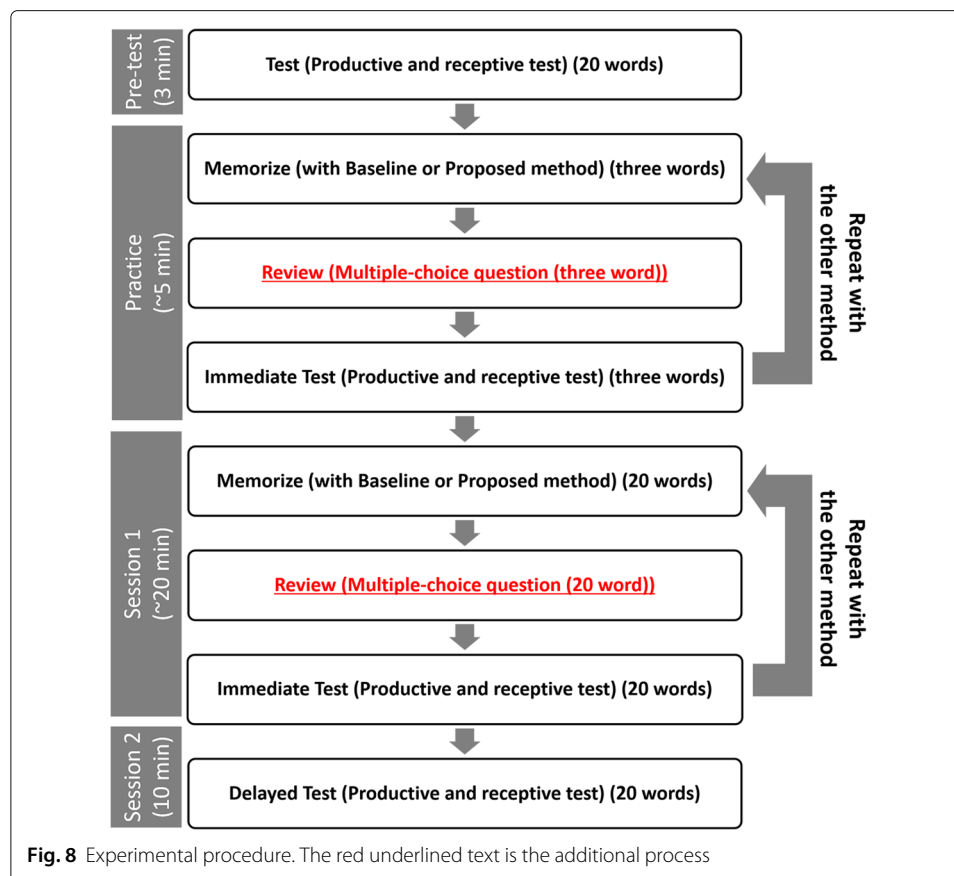 Pre-test
(3 min)
Test (Productive and receptive test) (20 words)
Practice
(~5 min)
Memorize (with Baseline or Proposed method) (three words)
Review (Multiple-choice question (three word))
Immediate Test (Productive and receptive test) (three words)
Repeat with
the other method
Session 1
(~20 min)
Memorize (with Baseline or Proposed method) (20 words)
Review (Multiple-choice question (20 word))
Immediate Test (Productive and receptive test) (20 words)
Repeat with
the other method
Session 2
(10 min)
Delayed Test (Productive and receptive test) (20 words)
Fig. 8 Experimental procedure. The red underlined text is the additional process